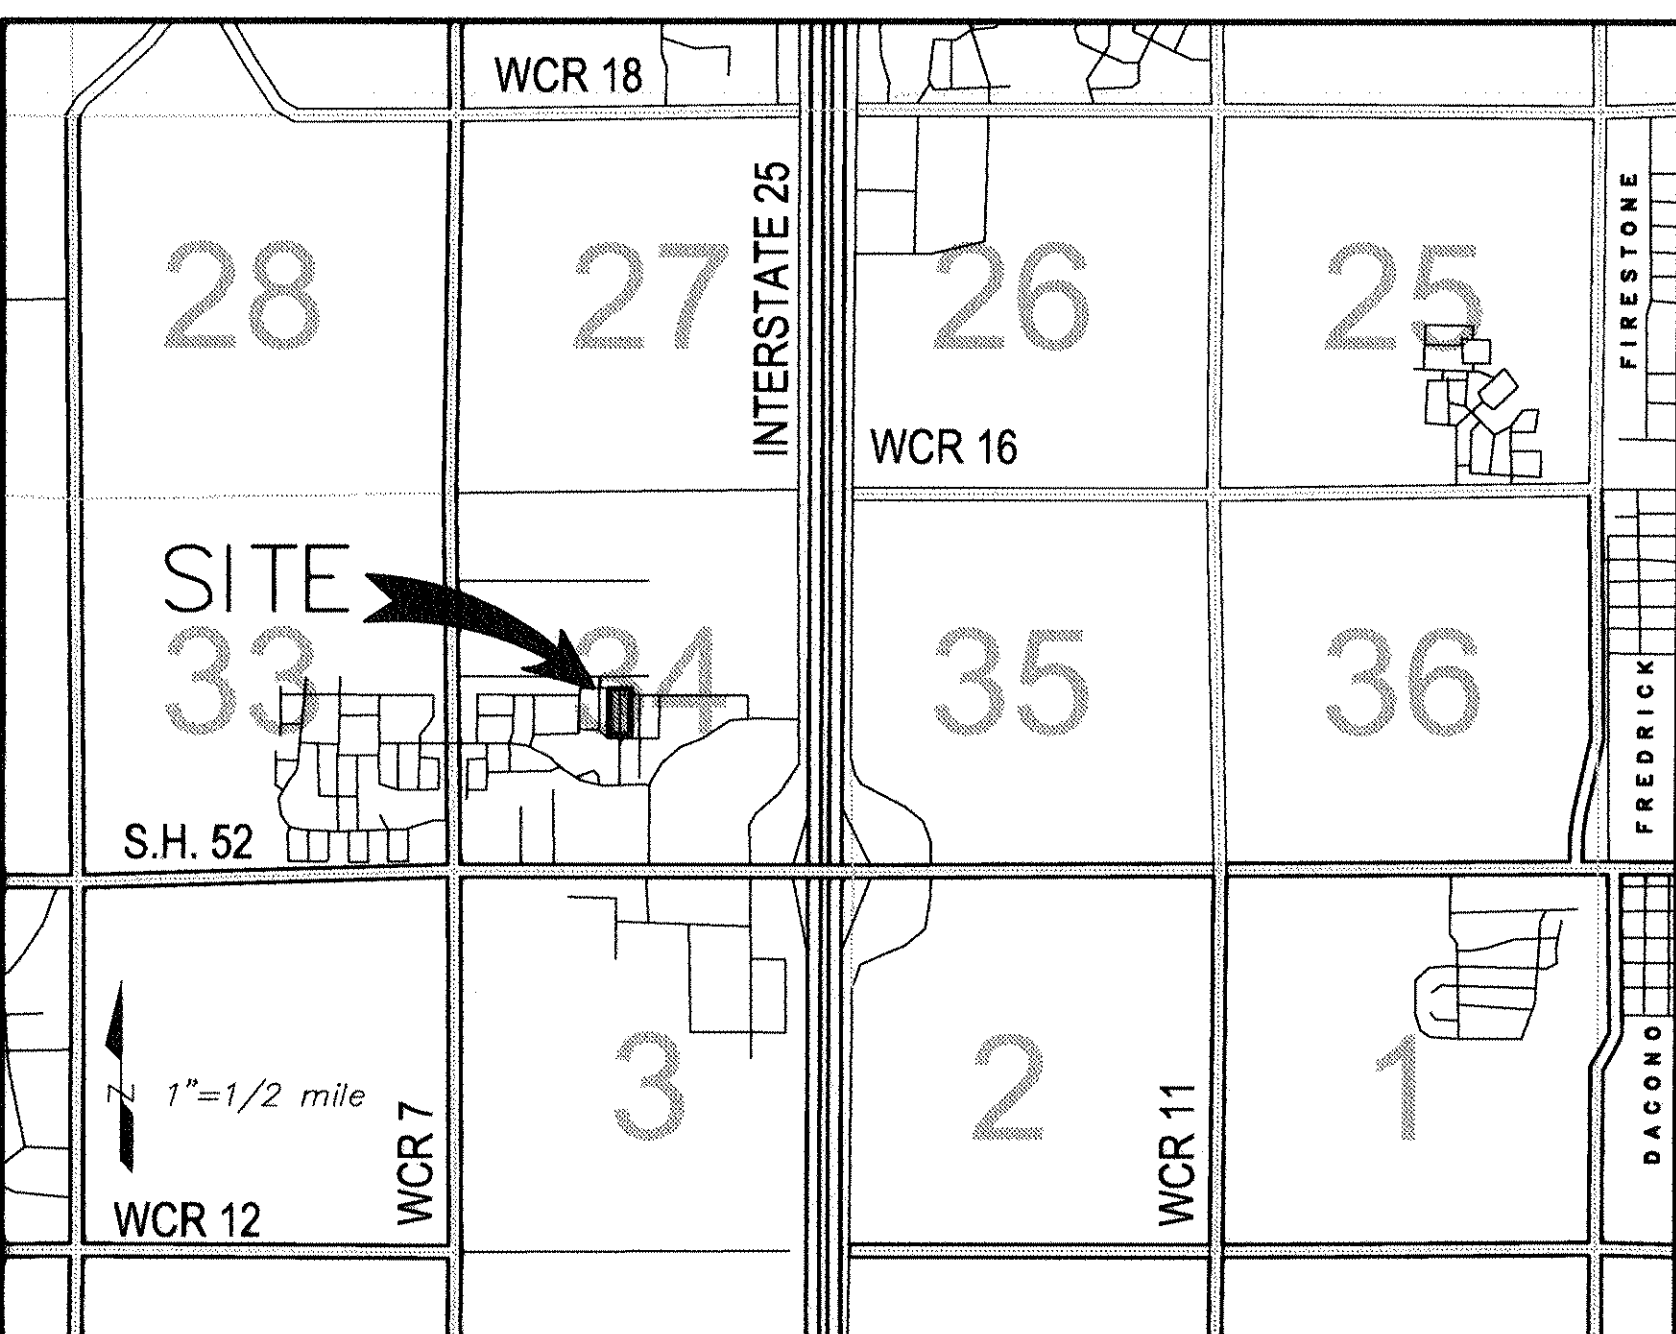 WCR 18
INTERSTATE 25
FIRESTONE
28
27
26
25
WCR 16
SITE
33
34
35
36
FREDRICK
S.H. 52
N
1"=1/2 mile
WCR 7
3
2
WCR 11
1
DACONO
WCR 12